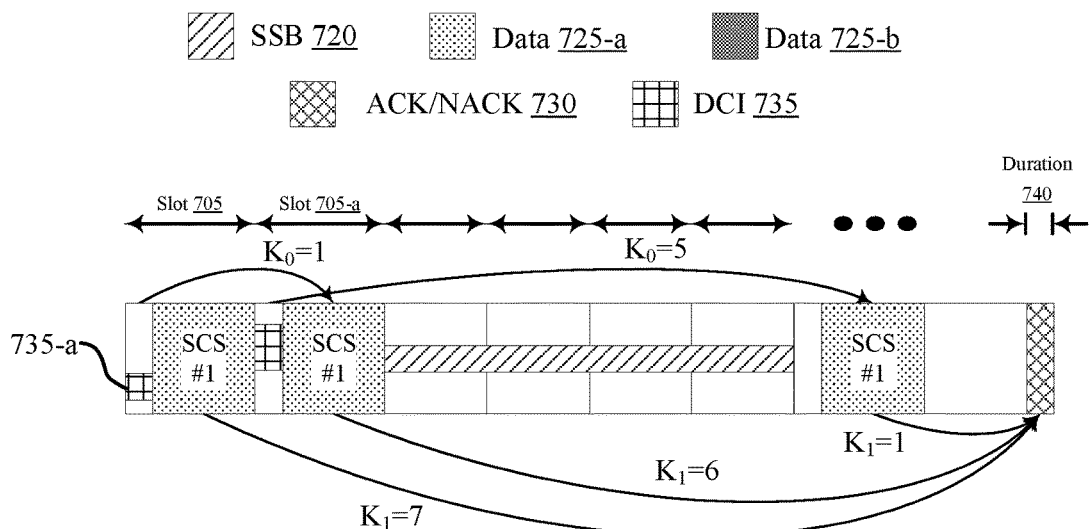 SSB 720
Data 725-a
Data 725-b
ACK/NACK 730
DCI 735
Duration
740
Slot 705
Slot 705-a
K₀=1
K₀=5
735-a
SCS
#1
SCS
#1
SCS
#1
K₁=1
K₁=6
K₁=7